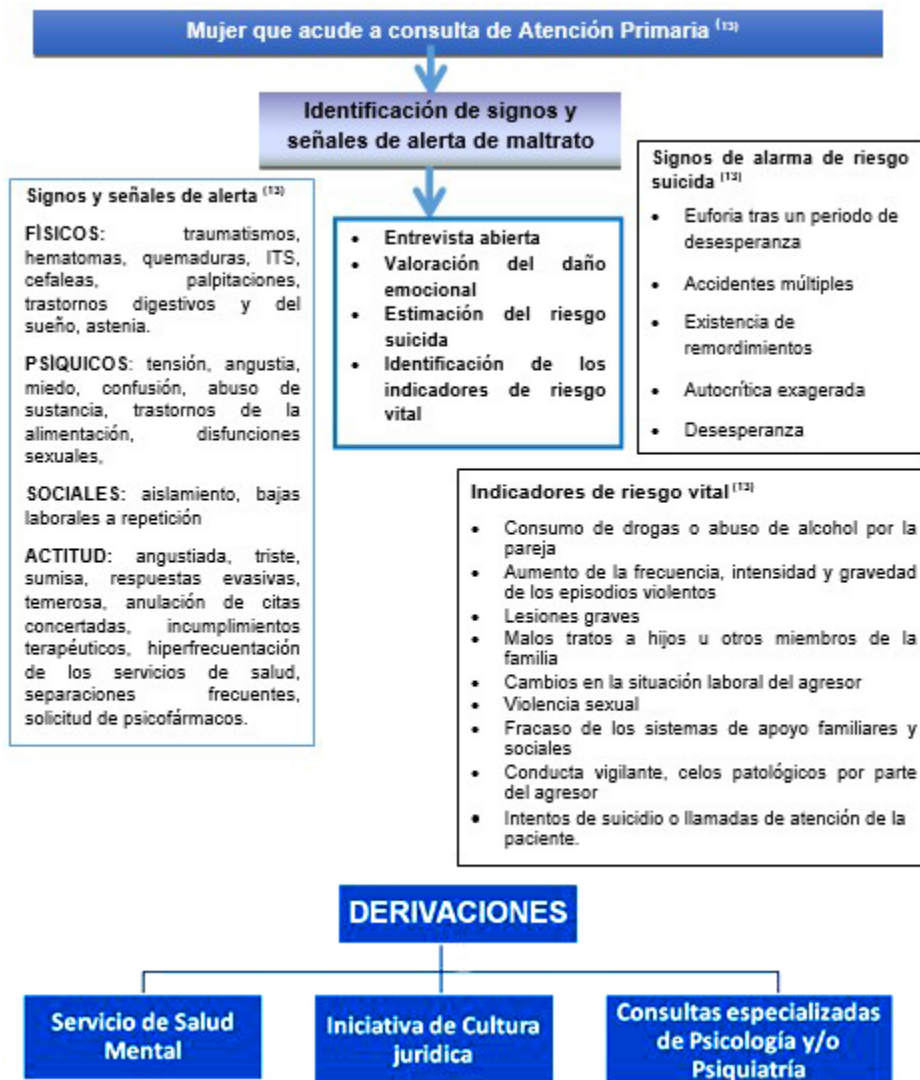 Mujer que acude a consulta de Atención Primaria (13)
Identificación de signos y
señales de alerta de maltrato
Signos y señales de alerta (13)
FÌSICOS: traumatismos,
hematomas, quemaduras, ITS,
cefaleas, palpitaciones,
trastornos digestivos y del
sueño, astenia.
PSÌQUICOS: tensión, angustia,
miedo, confusión, abuso de
sustancia, trastornos de la
alimentación, disfunciones
sexuales,
SOCIALES: aislamiento, bajas
laborales a repetición
ACTITUD: angustiada, triste,
sumisa, respuestas evasivas,
temerosa, anulación de citas
concertadas, incumplimientos
terapéuticos, hiperfrecuentación
de los servicios de salud,
separaciones frecuentes,
solicitud de psicofármacos.
• Entrevista abierta
• Valoración del daño
emocional
• Estimación del riesgo
suicida
• Identificación de los
indicadores de riesgo
vital
Signos de alarma de riesgo
suicida (13)
• Euforia tras un periodo de
desesperanza
• Accidentes múltiples
• Existencia de
remordimientos
• Autocrítica exagerada
• Desesperanza
Indicadores de riesgo vital (13)
• Consumo de drogas o abuso de alcohol por la
pareja
• Aumento de la frecuencia, intensidad y gravedad
de los episodios violentos
• Lesiones graves
• Malos tratos a hijos u otros miembros de la
familia
• Cambios en la situación laboral del agresor
• Violencia sexual
• Fracaso de los sistemas de apoyo familiares y
sociales
• Conducta vigilante, celos patológicos por parte
del agresor
• Intentos de suicidio o llamadas de atención de la
paciente.
DERIVACIONES
Servicio de Salud
Mental
Iniciativa de Cultura
juridica
Consultas especializadas
de Psicología y/o
Psiquiatría